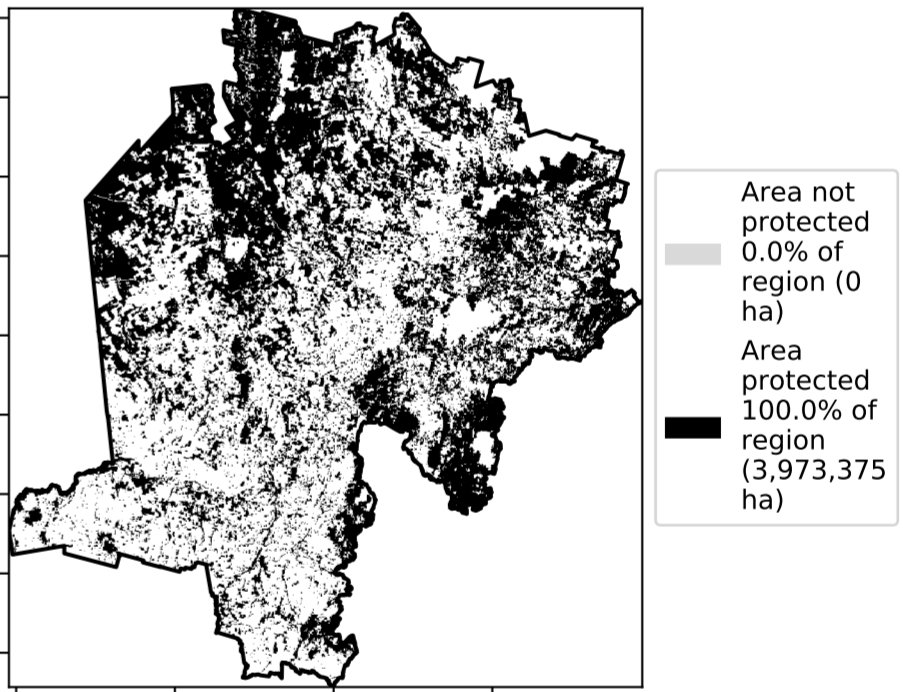 Area not
protected
0.0% of
region (0
ha)
Area
protected
100.0% of
region
(3,973,375
ha)